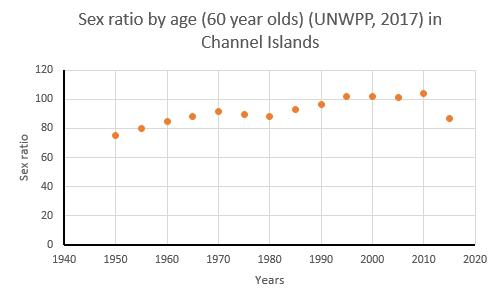 Sex ratio by age (60 year olds) (UNWPP, 2017) in
Channel Islands
120
100
80
60
40
20
0
Sex ratio
1940 1950 1960 1970 1980 1990 2000 2010 2020
Years